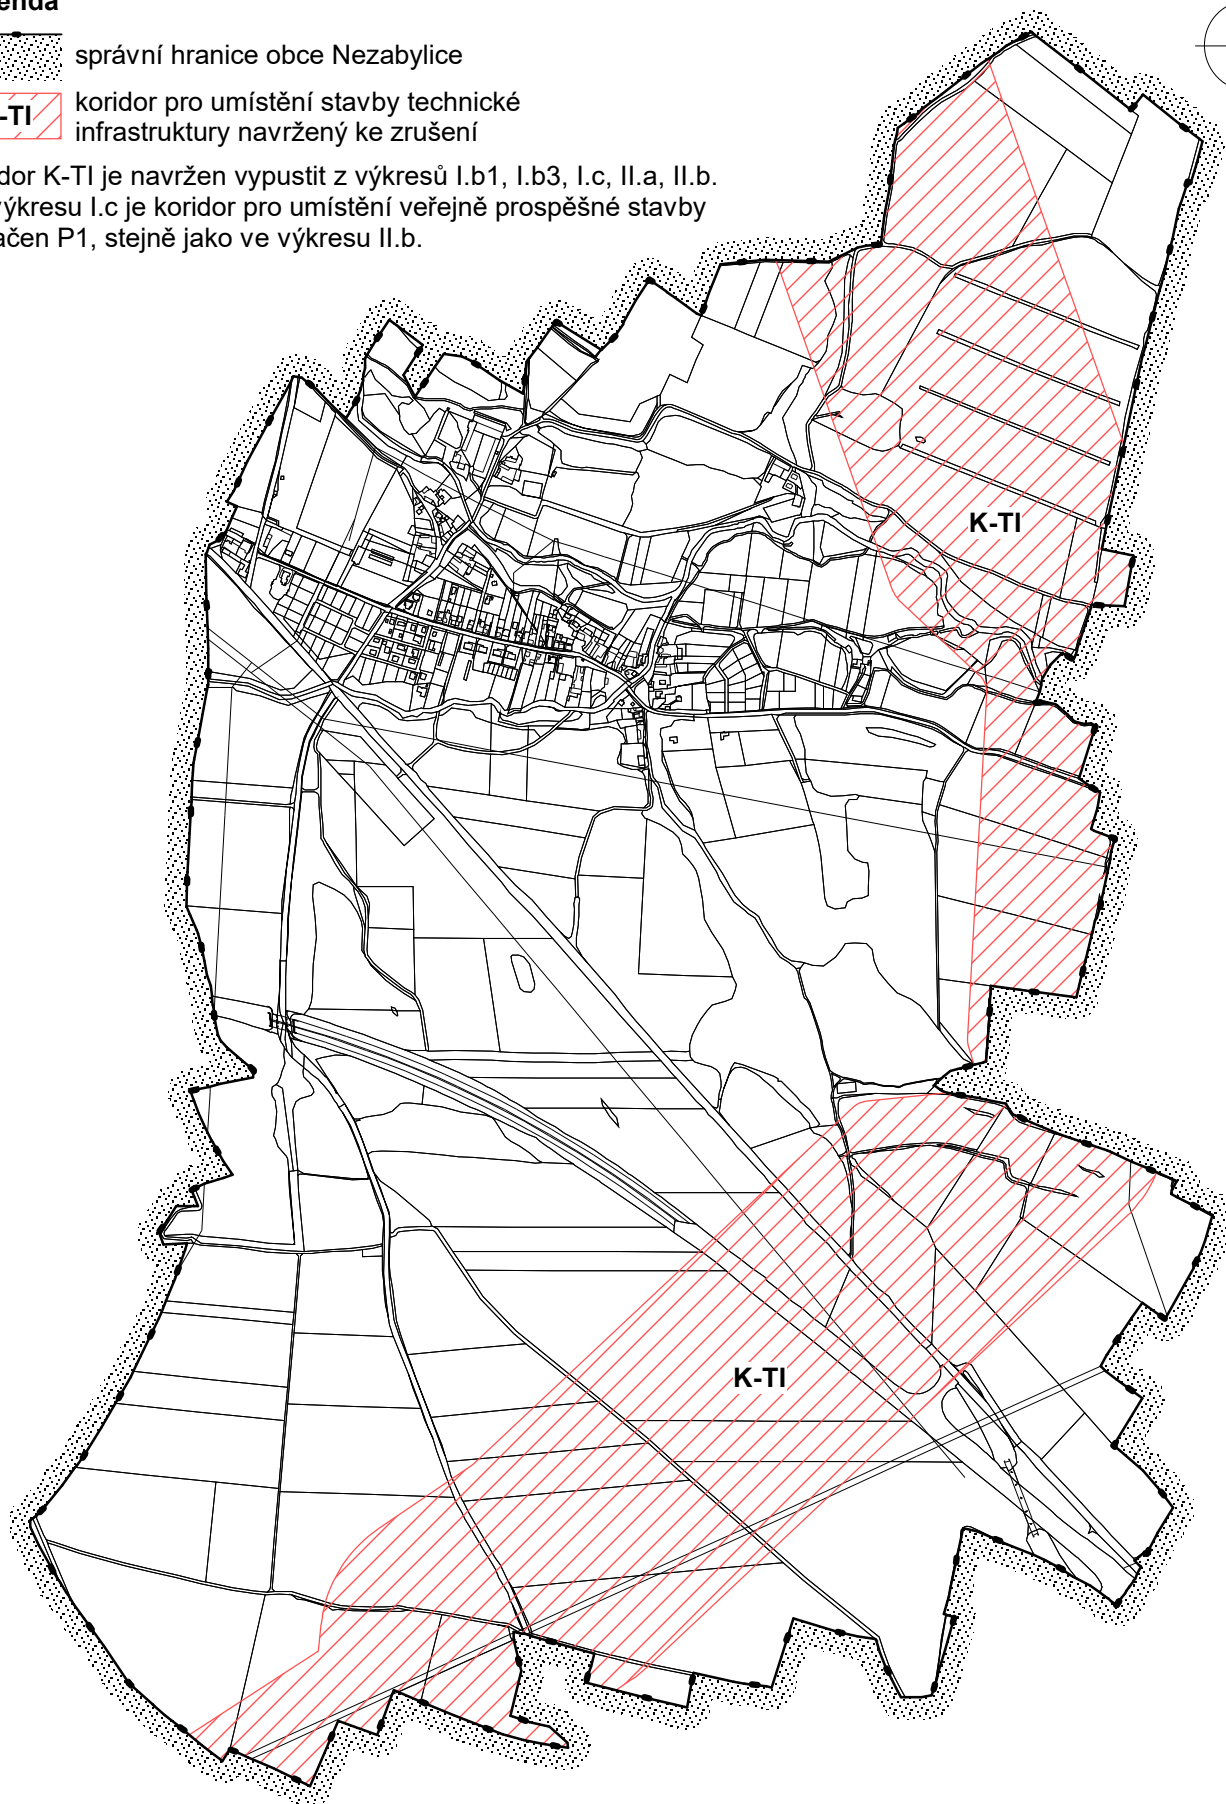 enda
správní hranice obce Nezabylice
-TI
koridor pro umístění stavby technické
infrastruktury navržený ke zrušení
dor K-TI je navržen vypustit z výkresů I.b1, I.b3, I.c, II.a, II.b.
výkresu I.c je koridor pro umístění veřejně prospěšné stavby
ačen P1, stejně jako ve výkresu II.b.
K-TI
K-TI